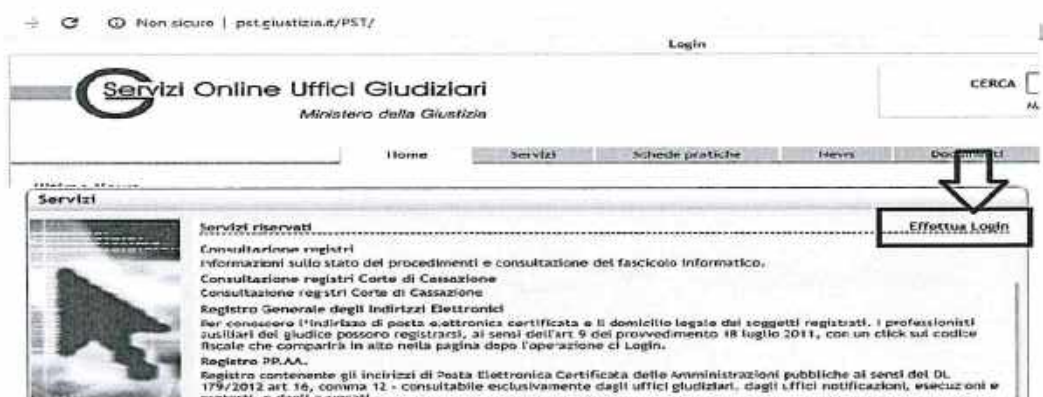 Non sicuro | pst.giustizia.it/PST/
Login
Servizi Online Uffici Giudiziari
Ministero della Giustizia
CERCA
Home Servizi Schede pratiche News Documenti
Servizi
Servizi riservati
Effettua Login
Consultazione registri
Informazioni sullo stato dei procedimenti e consultazione del fascicolo informatico.
Consultazione registri Corte di Cassazione
Consultazione registri Corte di Cassazione
Registro Generale degli Indirizzi Elettronici
Per conoscere l'indirizzo di posta elettronica certificata e il domicilio legale dei soggetti registrati. I professionisti
ausiliari del giudice possono registrarsi, ai sensi dell'art 9 del provvedimento 18 luglio 2011, con un click sul codice
fiscale che comparirà in alto nella pagina dopo l'operazione di Login.
Registro PP.AA.
Registro contenente gli indirizzi di Posta Elettronica Certificata delle Amministrazioni pubbliche ai sensi del DL
179/2012 art 16, comma 12 - consultabile esclusivamente dagli uffici giudiziari, dagli uffici notificazioni, esecuzioni e